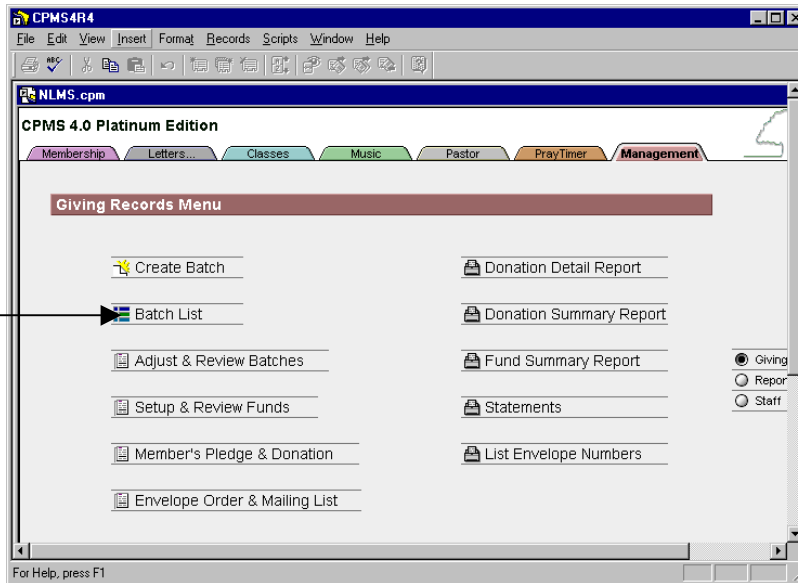 CPMS4R4
File Edit View Insert Format Records Scripts Window Help
NLMS.cpm
CPMS 4.0 Platinum Edition
Membership Letters... Classes Music Pastor PrayTimer Management
Giving Records Menu
Create Batch Donation Detail Report
Batch List Donation Summary Report
Adjust & Review Batches Fund Summary Report Giving
Repor
Setup & Review Funds Statements Staff
Member's Pledge & Donation List Envelope Numbers
Envelope Order & Mailing List
For Help, press F1